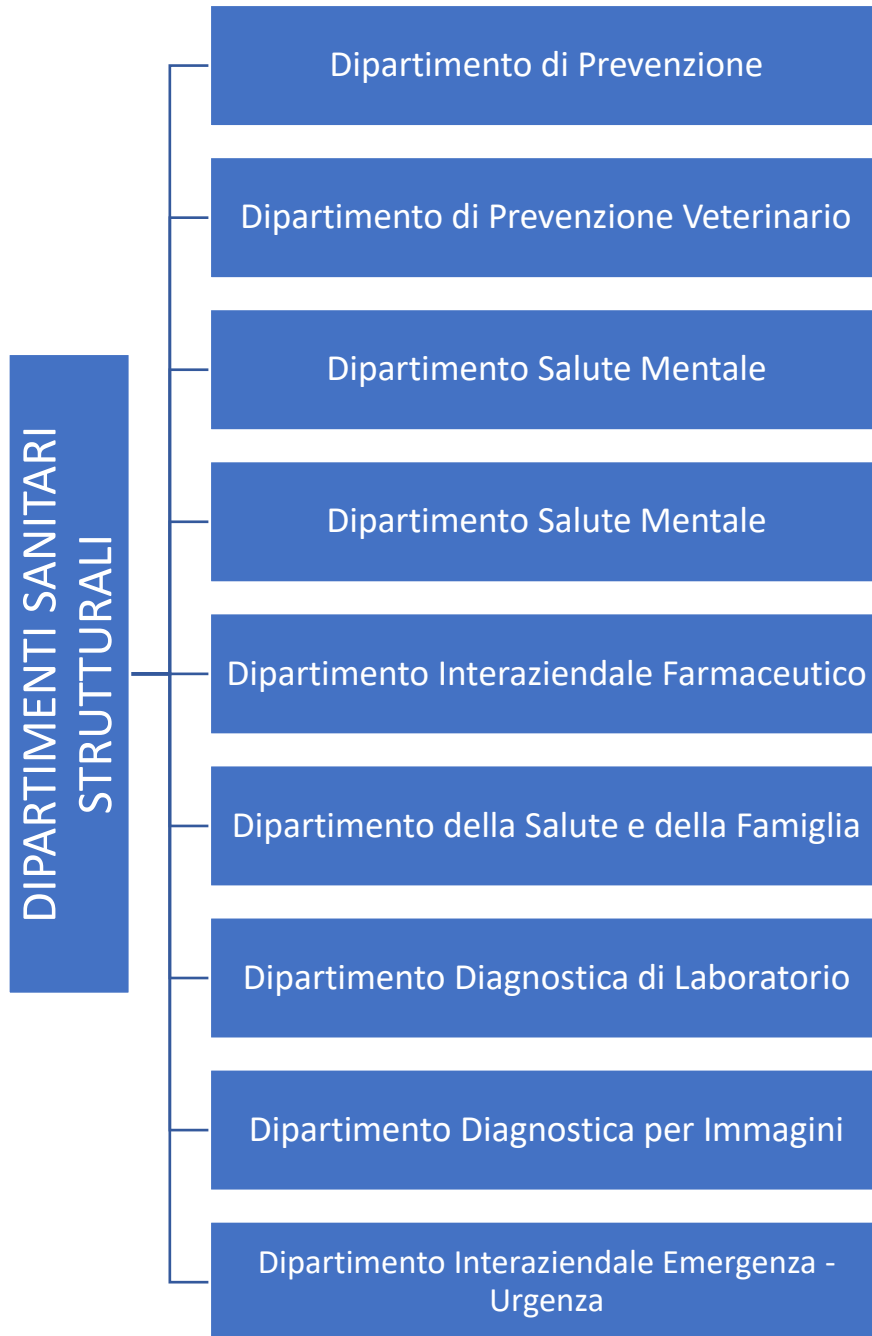 DIPARTIMENTI SANITARI
STRUTTURALI
Dipartimento di Prevenzione
Dipartimento di Prevenzione Veterinario
Dipartimento Salute Mentale
Dipartimento Salute Mentale
Dipartimento Interaziendale Farmaceutico
Dipartimento della Salute e della Famiglia
Dipartimento Diagnostica di Laboratorio
Dipartimento Diagnostica per Immagini
Dipartimento Interaziendale Emergenza -
Urgenza